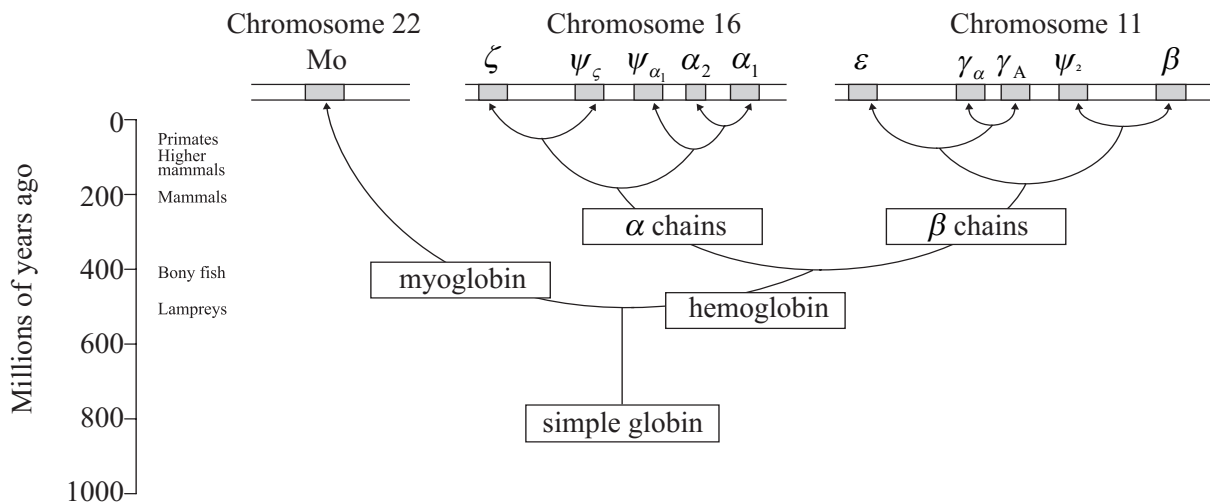 Chromosome 22 Chromosome 16 Chromosome 11
Mo ζ ψς ψα1 α2 α1 ε γα γA ψ2 β
0
Primates
Higher
mammals
200
Mammals
α chains β chains
400
Bony fish
myoglobin
hemoglobin
Lampreys
600
800
simple globin
1000
Millions of years ago